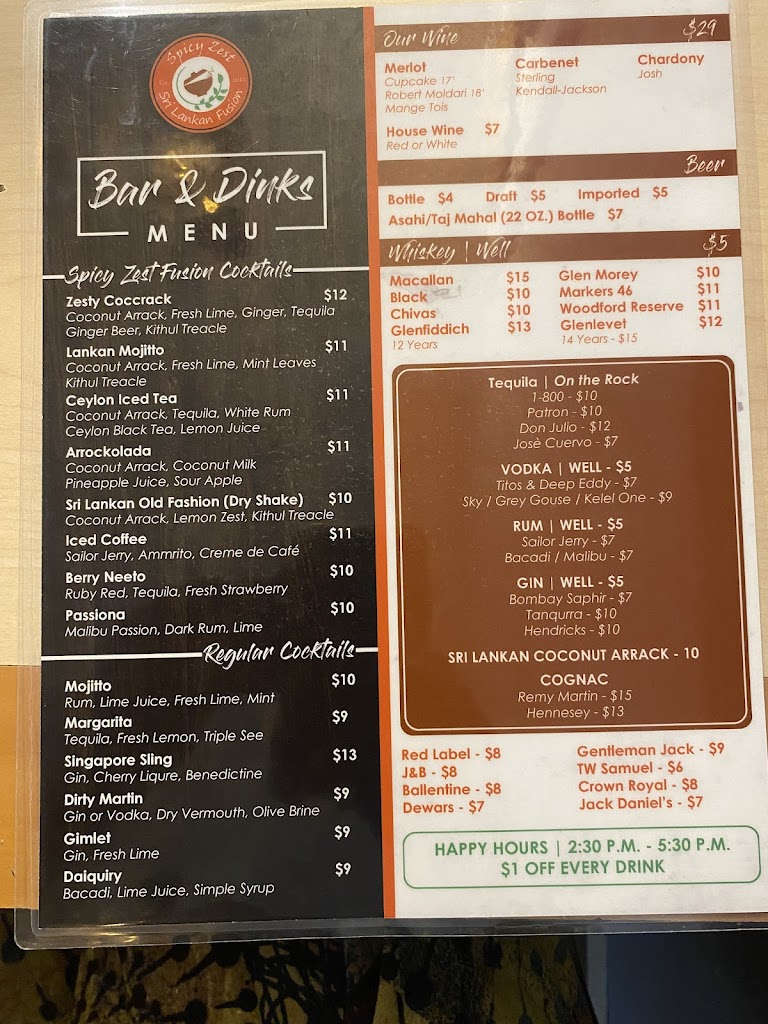 Spicy Zest
Sri Lankan Fusion
Bar & Dinks
MENU
Spicy Zest Fusion Cocktails
Zesty Coccrack $12
Coconut Arrack, Fresh Lime, Ginger, Tequila
Ginger Beer, Kithul Treacle
Lankan Mojitto $11
Coconut Arrack, Fresh Lime, Mint Leaves
Kithul Treacle
Ceylon Iced Tea $11
Coconut Arrack, Tequila, White Rum
Ceylon Black Tea, Lemon Juice
Arrockolada $11
Coconut Arrack, Coconut Milk
Pineapple Juice, Sour Apple
Sri Lankan Old Fashion (Dry Shake) $10
Coconut Arrack, Lemon Zest, Kithul Treacle
Iced Coffee $11
Sailor Jerry, Ammrito, Creme de Café
Berry Neeto $10
Ruby Red, Tequila, Fresh Strawberry
Passiona $10
Malibu Passion, Dark Rum, Lime
Regular Cocktails
Mojitto $10
Rum, Lime Juice, Fresh Lime, Mint
Margarita $9
Tequila, Fresh Lemon, Triple See
Singapore Sling $13
Gin, Cherry Liqure, Benedictine
Dirty Martin $9
Gin or Vodka, Dry Vermouth, Olive Brine
Gimlet $9
Gin, Fresh Lime
Daiquiry $9
Bacadi, Lime Juice, Simple Syrup
Our Wine $29
Merlot
Cupcake 17'
Robert Moldari 18'
Mange Tois
Carbenet
Sterling
Kendall-Jackson
Chardony
Josh
House Wine $7
Red or White
Beer
Bottle $4 Draft $5 Imported $5
Asahi/Taj Mahal (22 OZ.) Bottle $7
Whiskey | Well $5
Macallan $15
Black $10
Chivas $10
Glenfiddich $13
12 Years
Glen Morey $10
Markers 46 $11
Woodford Reserve $11
Glenlevet $12
14 Years - $15
Tequila | On the Rock
1-800 - $10
Patron - $10
Don Julio - $12
Josè Cuervo - $7
VODKA | WELL - $5
Titos & Deep Eddy - $7
Sky / Grey Gouse / Kelel One - $9
RUM | WELL - $5
Sailor Jerry - $7
Bacadi / Malibu - $7
GIN | WELL - $5
Bombay Saphir - $7
Tanqurra - $10
Hendricks - $10
SRI LANKAN COCONUT ARRACK - 10
COGNAC
Remy Martin - $15
Hennesey - $13
Red Label - $8
J&B - $8
Ballentine - $8
Dewars - $7
Gentleman Jack - $9
TW Samuel - $6
Crown Royal - $8
Jack Daniel's - $7
HAPPY HOURS | 2:30 P.M. - 5:30 P.M.
$1 OFF EVERY DRINK